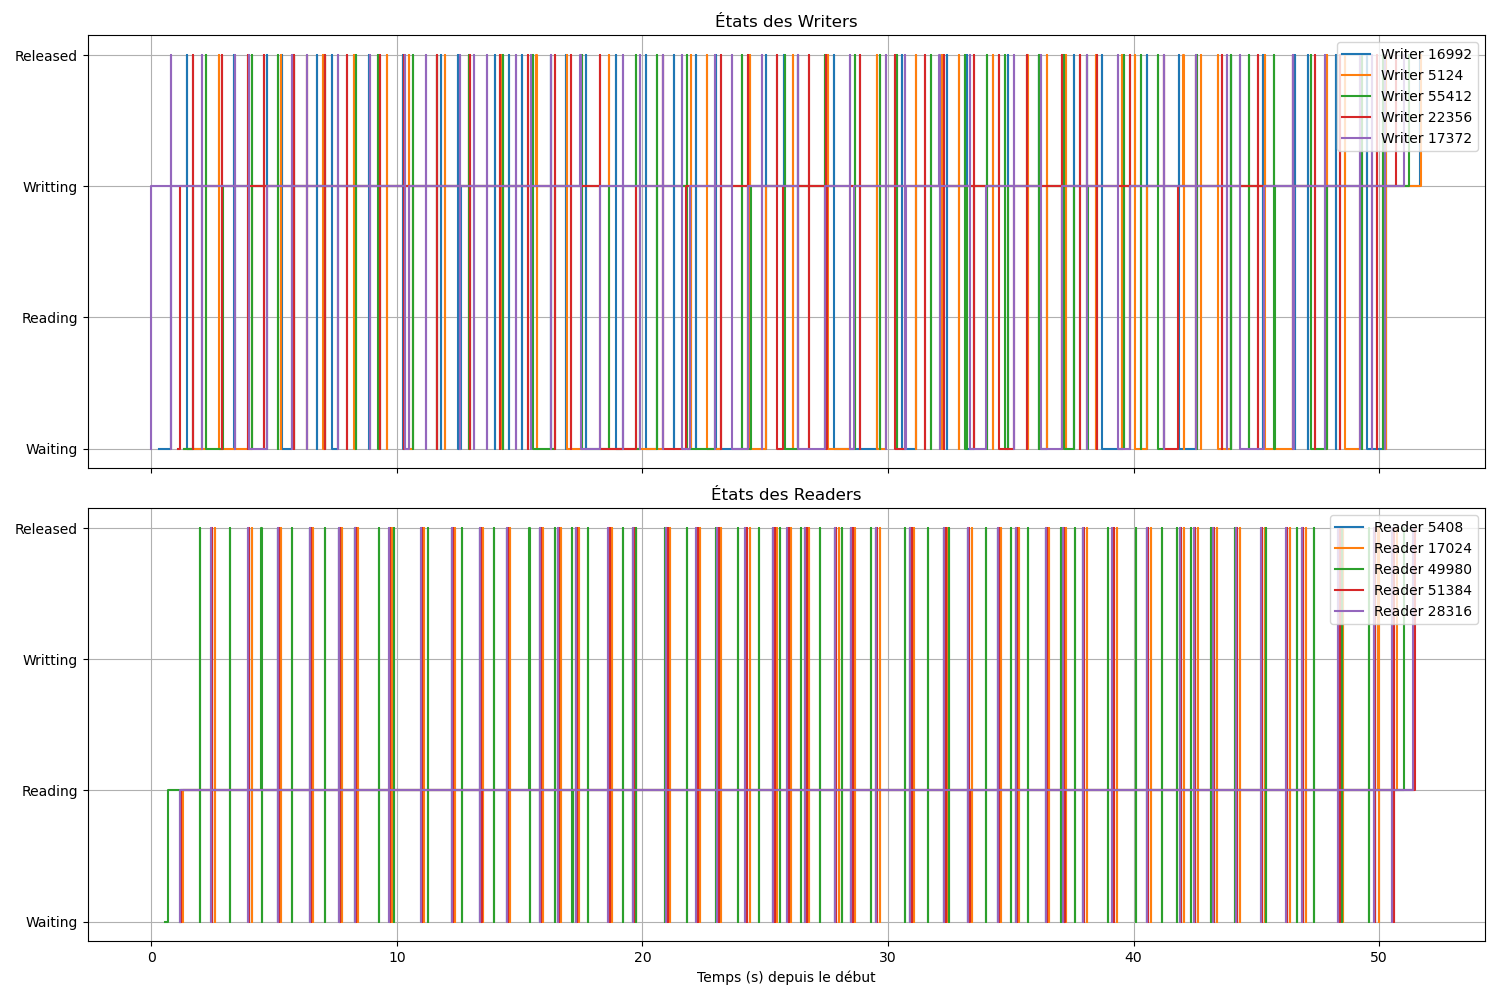 États des Writers
Released
Writting
Reading
Waiting
Writer 16992
Writer 5124
Writer 55412
Writer 22356
Writer 17372
États des Readers
Released
Writting
Reading
Waiting
Reader 5408
Reader 17024
Reader 49980
Reader 51384
Reader 28316
0 10 20 30 40 50
Temps (s) depuis le début